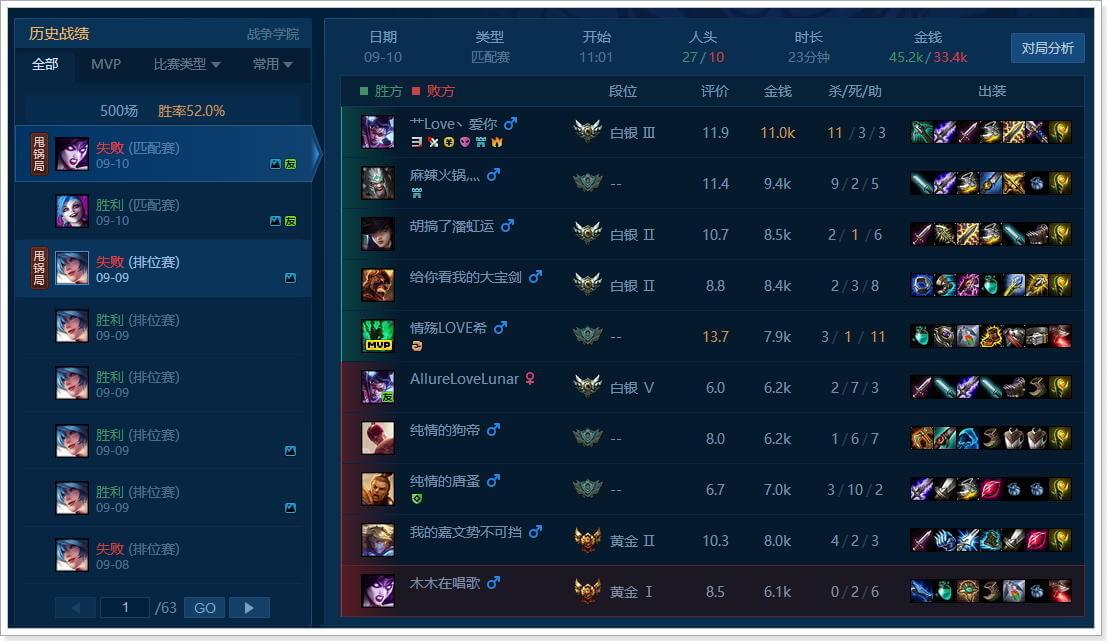 历史战绩
战争学院
全部 MVP 比赛类型 常用
500场 胜率52.0%
甩锅局
失败 (匹配赛)
09-10
友
胜利 (匹配赛)
09-10
友
甩锅局
失败 (排位赛)
09-09
胜利 (排位赛)
09-09
胜利 (排位赛)
09-09
胜利 (排位赛)
09-09
胜利 (排位赛)
09-09
失败 (排位赛)
09-08
1 /63 GO
日期 类型 开始 人头 时长 金钱
09-10 匹配赛 11:01 27/10 23分钟 45.2k/33.4k
对局分析
胜方 败方 段位 评价 金钱 杀/死/助 出装
艹Love丶爱你 白银 Ⅲ 11.9 11.0k 11 / 3 / 3
麻辣火锅灬 -- 11.4 9.4k 9 / 2 / 5
胡搞了潘虹运 白银 Ⅱ 10.7 8.5k 2 / 1 / 6
给你看我的大宝剑 白银 Ⅱ 8.8 8.4k 2 / 3 / 8
情殇LOVE希 -- 13.7 7.9k 3 / 1 / 11
MVP
AllureLoveLunar 白银 Ⅴ 6.0 6.2k 2 / 7 / 3
友
纯情的狗帝 -- 8.0 6.2k 1 / 6 / 7
纯情的唐蚤 -- 6.7 7.0k 3 / 10 / 2
我的嘉文势不可挡 黄金 Ⅱ 10.3 8.0k 4 / 2 / 3
木木在唱歌 黄金 Ⅰ 8.5 6.1k 0 / 2 / 6